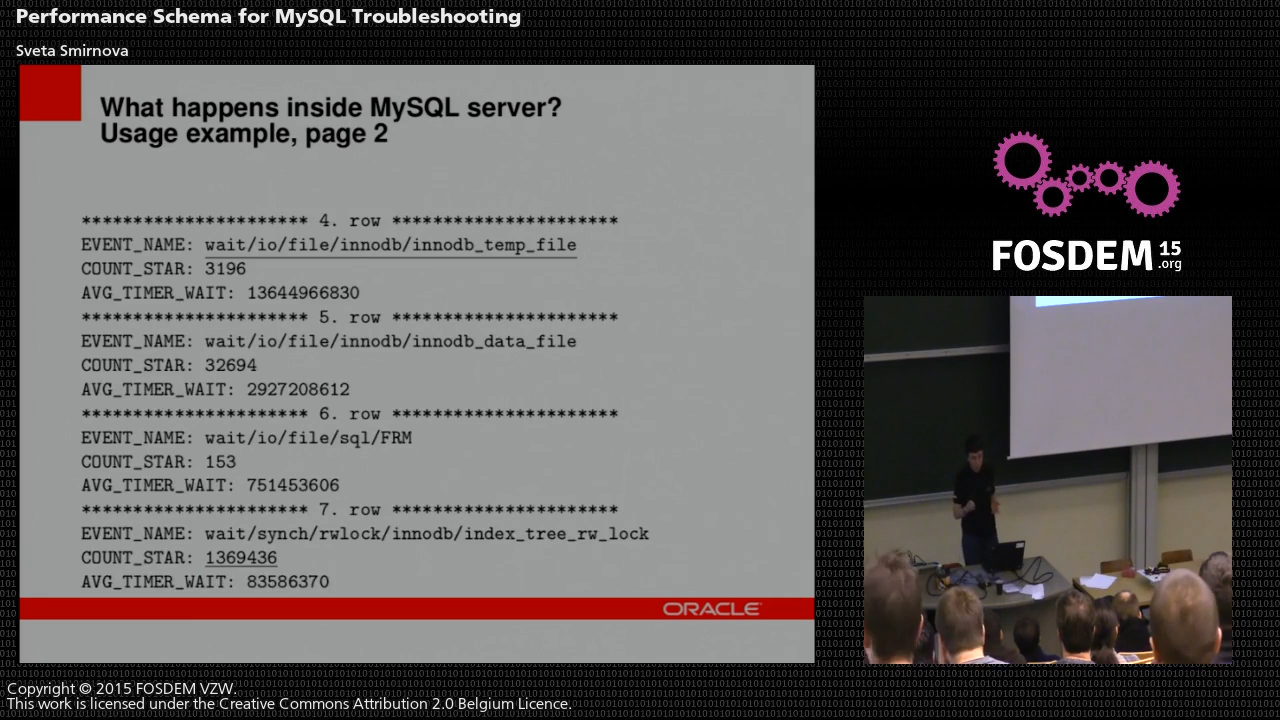 Performance Schema for MySQL Troubleshooting
Sveta Smirnova
What happens inside MySQL server?
Usage example, page 2
********************** 4. row **********************
EVENT_NAME: wait/io/file/innodb/innodb_temp_file
COUNT_STAR: 3196
AVG_TIMER_WAIT: 13644966830
********************** 5. row **********************
EVENT_NAME: wait/io/file/innodb/innodb_data_file
COUNT_STAR: 32694
AVG_TIMER_WAIT: 2927208612
********************** 6. row **********************
EVENT_NAME: wait/io/file/sql/FRM
COUNT_STAR: 153
AVG_TIMER_WAIT: 751453606
********************** 7. row **********************
EVENT_NAME: wait/synch/rwlock/innodb/index_tree_rw_lock
COUNT_STAR: 1369436
AVG_TIMER_WAIT: 83586370
ORACLE
FOSDEM 15
.org
Copyright © 2015 FOSDEM VZW.
This work is licensed under the Creative Commons Attribution 2.0 Belgium Licence.